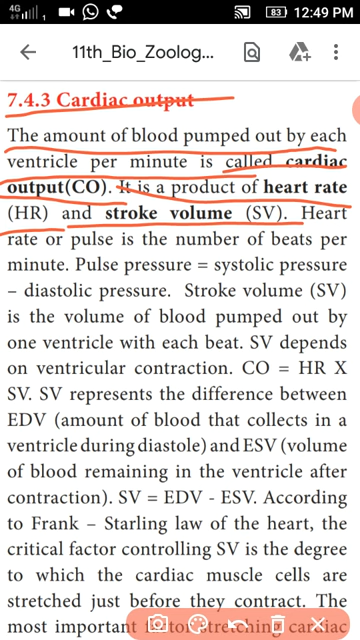 4G
83
12:49 PM
11th_Bio_Zoolog...
7.4.3 Cardiac output
The amount of blood pumped out by each
ventricle per minute is called cardiac
output(CO). It is a product of heart rate
(HR) and stroke volume (SV). Heart
rate or pulse is the number of beats per
minute. Pulse pressure = systolic pressure
– diastolic pressure. Stroke volume (SV)
is the volume of blood pumped out by
one ventricle with each beat. SV depends
on ventricular contraction. CO = HR X
SV. SV represents the difference between
EDV (amount of blood that collects in a
ventricle during diastole) and ESV (volume
of blood remaining in the ventricle after
contraction). SV = EDV - ESV. According
to Frank – Starling law of the heart, the
critical factor controlling SV is the degree
to which the cardiac muscle cells are
stretched just before they contract. The
most important factor stretching cardiac